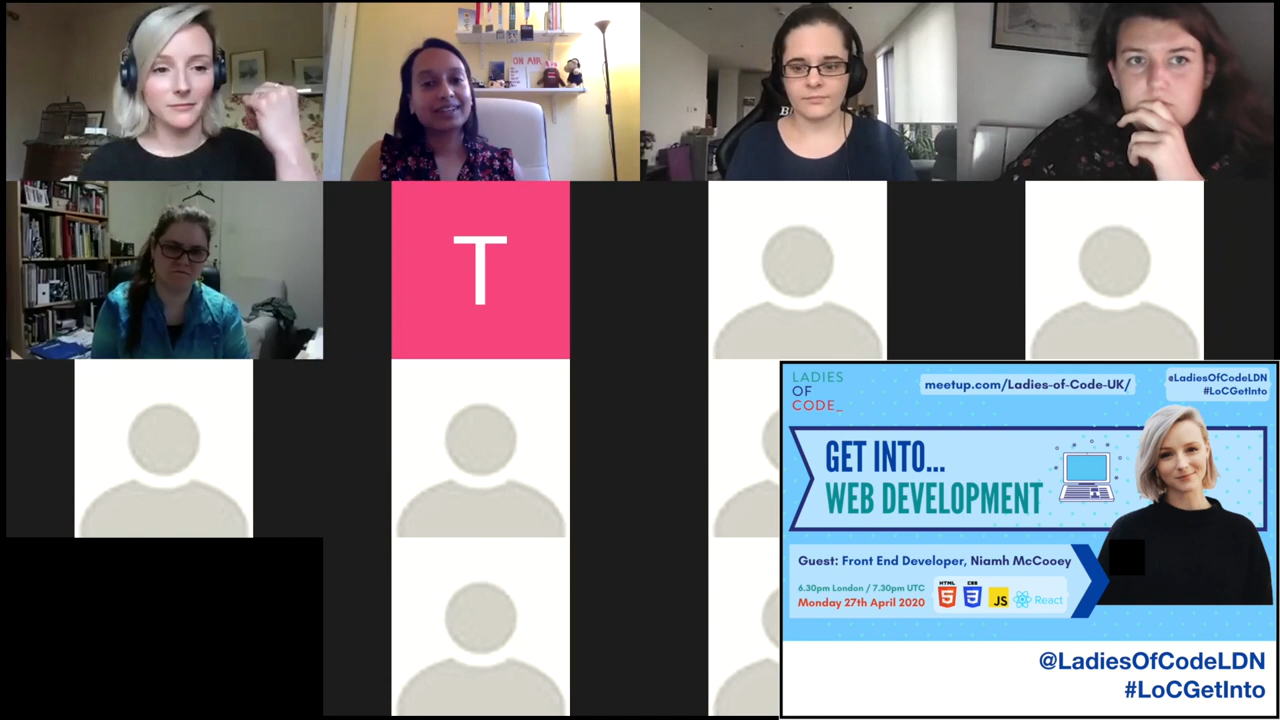 ON AIR
B
T
LADIES
OF
CODE_
meetup.com/Ladies-of-Code-UK/
@LadiesOfCodeLDN
#LoCGetInto
GET INTO...
WEB DEVELOPMENT
Guest: Front End Developer, Niamh McCooey
6.30pm London / 7.30pm UTC
Monday 27th April 2020
HTML
5
CSS
3
JS
React
@LadiesOfCodeLDN
#LoCGetInto